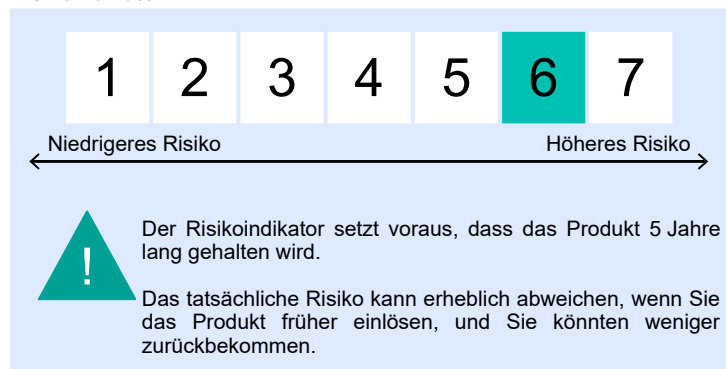 1 2 3 4 5 6 7
Niedrigeres Risiko Höheres Risiko
!
Der Risikoindikator setzt voraus, dass das Produkt 5 Jahre
lang gehalten wird.
Das tatsächliche Risiko kann erheblich abweichen, wenn Sie
das Produkt früher einlösen, und Sie könnten weniger
zurückbekommen.